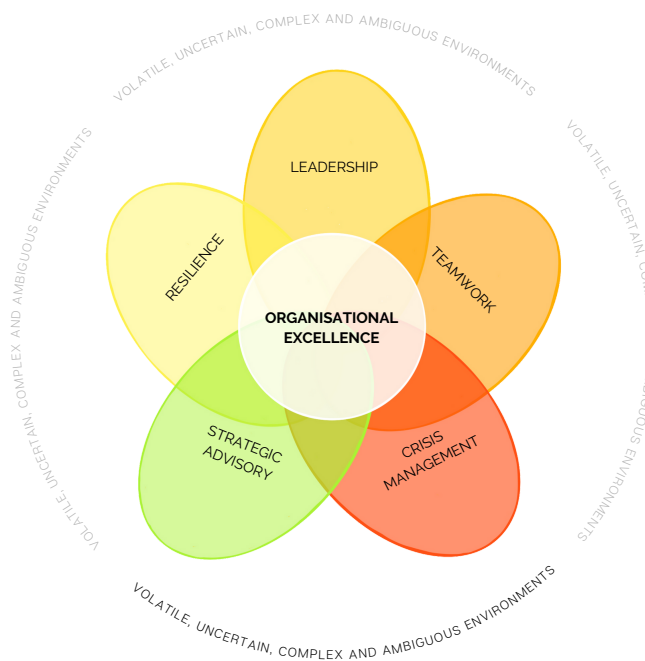 VOLATILE, UNCERTAIN, COMPLEX AND AMBIGUOUS ENVIRONMENTS
VOLATILE, UNCERTAIN, COMPLEX AND AMBIGUOUS ENVIRONMENTS
VOLATILE, UNCERTAIN,
ENVIRONMENTS
LEADERSHIP
RESILIENCE
TEAMWORK
ORGANISATIONAL
EXCELLENCE
STRATEGIC
ADVISORY
CRISIS
MANAGEMENT
VOLATILE, UNCERTAIN, COMPLEX AND AMBIGUOUS ENVIRONMENTS